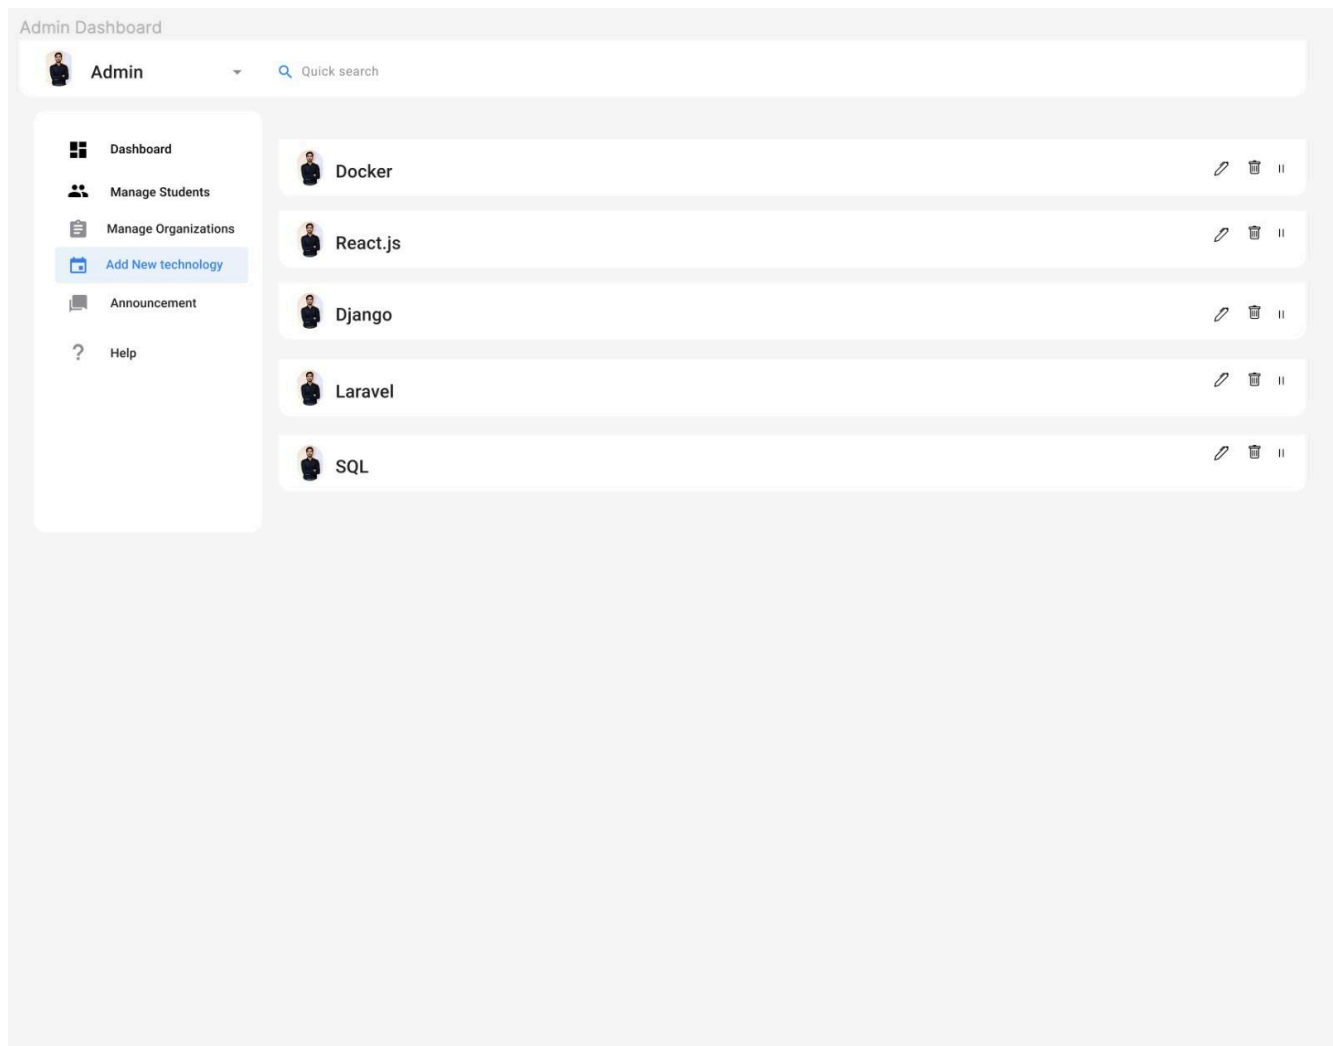 Admin Dashboard
Admin
Quick search
Dashboard
Manage Students
Manage Organizations
Add New technology
Announcement
Help
Docker
React.js
Django
Laravel
SQL